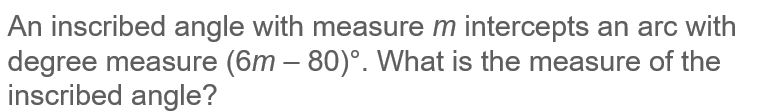 An inscribed angle with measure m intercepts an arc with
degree measure (6m – 80)°. What is the measure of the
inscribed angle?